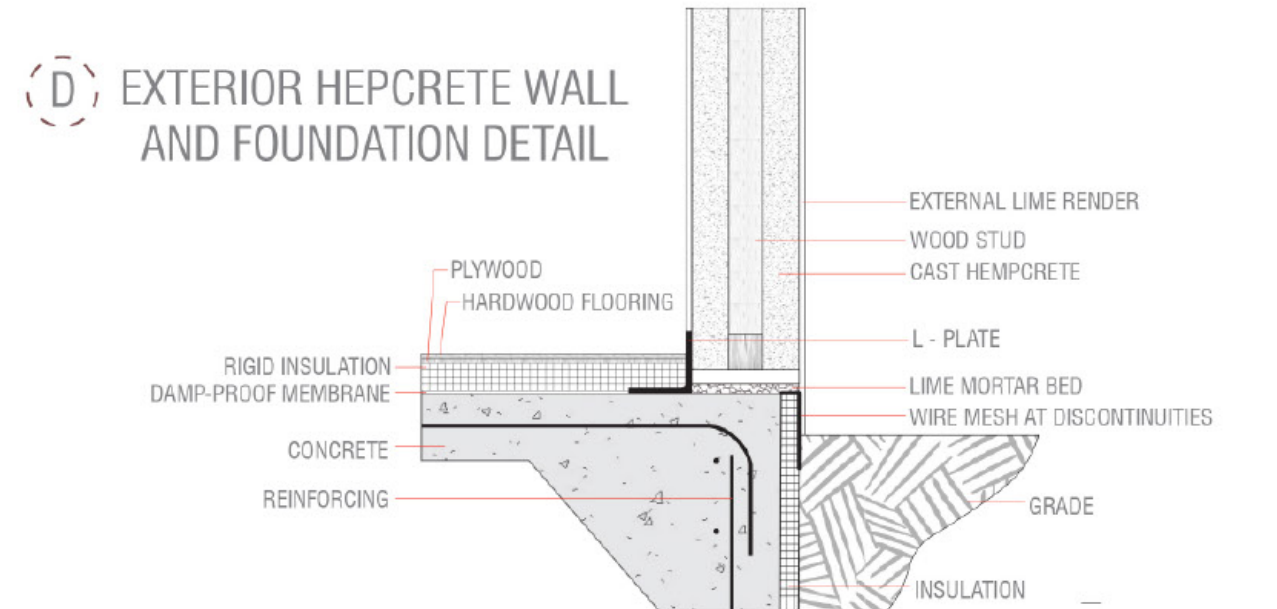 D
EXTERIOR HEPCRETE WALL
AND FOUNDATION DETAIL
EXTERNAL LIME RENDER
WOOD STUD
CAST HEMPCRETE
PLYWOOD
HARDWOOD FLOORING
L - PLATE
RIGID INSULATION
DAMP-PROOF MEMBRANE
LIME MORTAR BED
WIRE MESH AT DISCONTINUITIES
CONCRETE
REINFORCING
GRADE
INSULATION